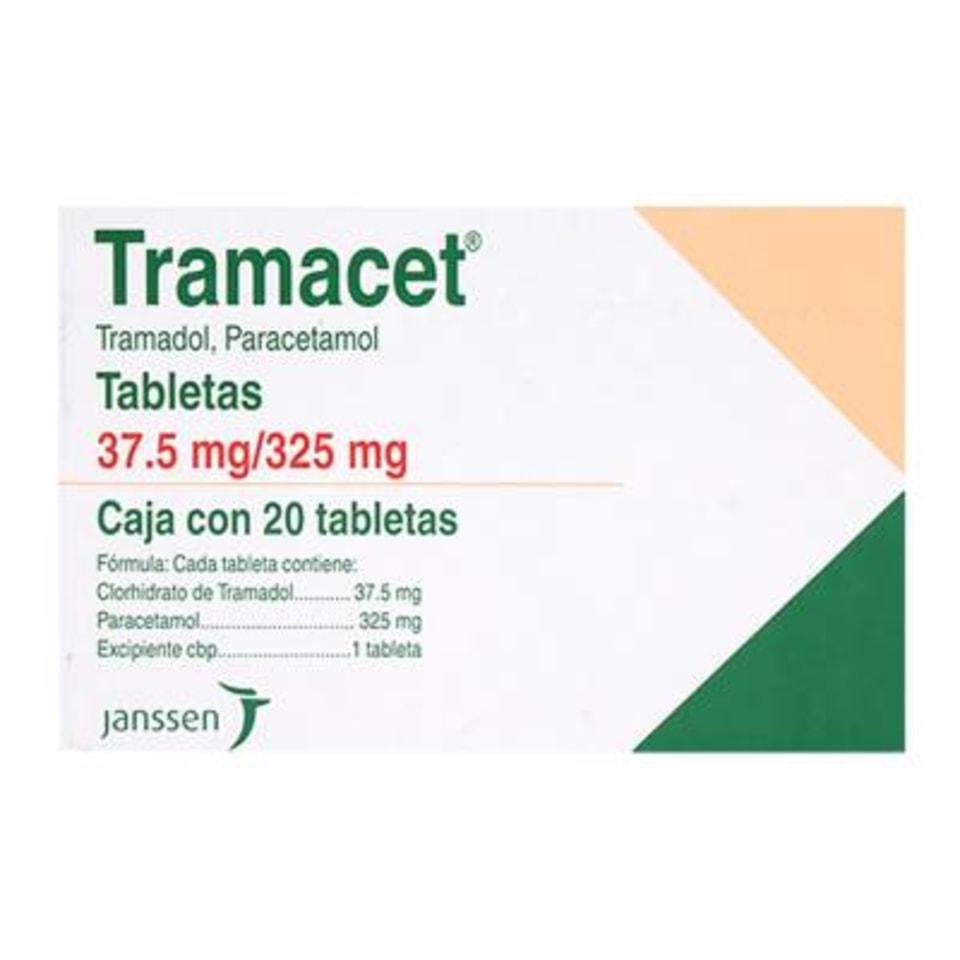 Tramacet®
Tramadol, Paracetamol
Tabletas
37.5 mg/325 mg
Caja con 20 tabletas
Fórmula: Cada tableta contiene:
Clorhidrato de Tramadol........... 37.5 mg
Paracetamol............................. 325 mg
Excipiente cbp.........................1 tableta
janssen